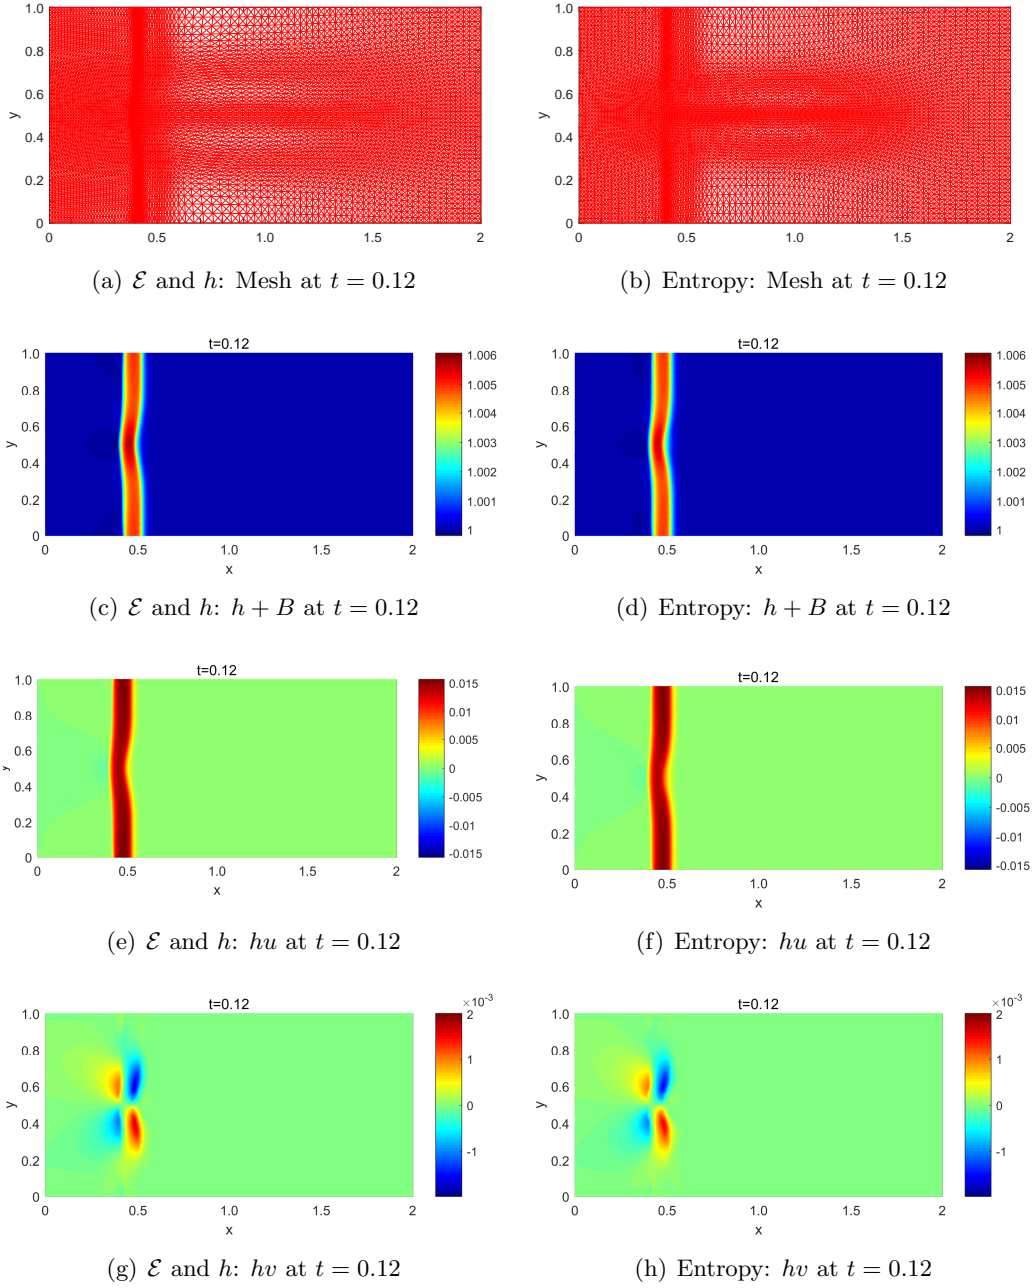 1.0
0.8
0.6
y
0.4
0.2
0
0 0.5 1.0 1.5 2
(a) ℰ and h: Mesh at t = 0.12
1.0
0.8
0.6
y
0.4
0.2
0
0 0.5 1.0 1.5 2
(b) Entropy: Mesh at t = 0.12
t=0.12
1.0
0.8
0.6
y
0.4
0.2
0
0 0.5 1.0 1.5 2
x
1.006
1.005
1.004
1.003
1.002
1.001
1
(c) ℰ and h: h + B at t = 0.12
t=0.12
1.0
0.8
0.6
y
0.4
0.2
0
0 0.5 1.0 1.5 2
x
1.006
1.005
1.004
1.003
1.002
1.001
1
(d) Entropy: h + B at t = 0.12
t=0.12
1.0
0.8
0.6
y
0.4
0.2
0
0 0.5 1.0 1.5 2
x
0.015
0.01
0.005
0
-0.005
-0.01
-0.015
(e) ℰ and h: hu at t = 0.12
t=0.12
1.0
0.8
0.6
y
0.4
0.2
0
0 0.5 1.0 1.5 2
x
0.015
0.01
0.005
0
-0.005
-0.01
-0.015
(f) Entropy: hu at t = 0.12
t=0.12
1.0
0.8
0.6
y
0.4
0.2
0
0 0.5 1.0 1.5 2
x
×10⁻³
2
1
0
-1
(g) ℰ and h: hv at t = 0.12
t=0.12
1.0
0.8
0.6
y
0.4
0.2
0
0 0.5 1.0 1.5 2
x
×10⁻³
2
1
0
-1
(h) Entropy: hv at t = 0.12